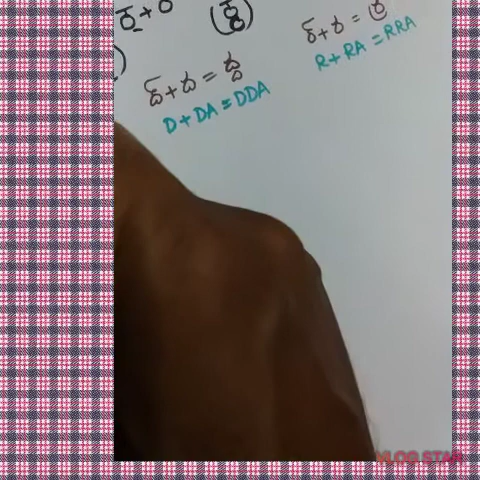 ద్+ద = ద్ద
D + DA = DDA
ర్+ర = ర్ర
R + RA = RRA
VLOG STAR